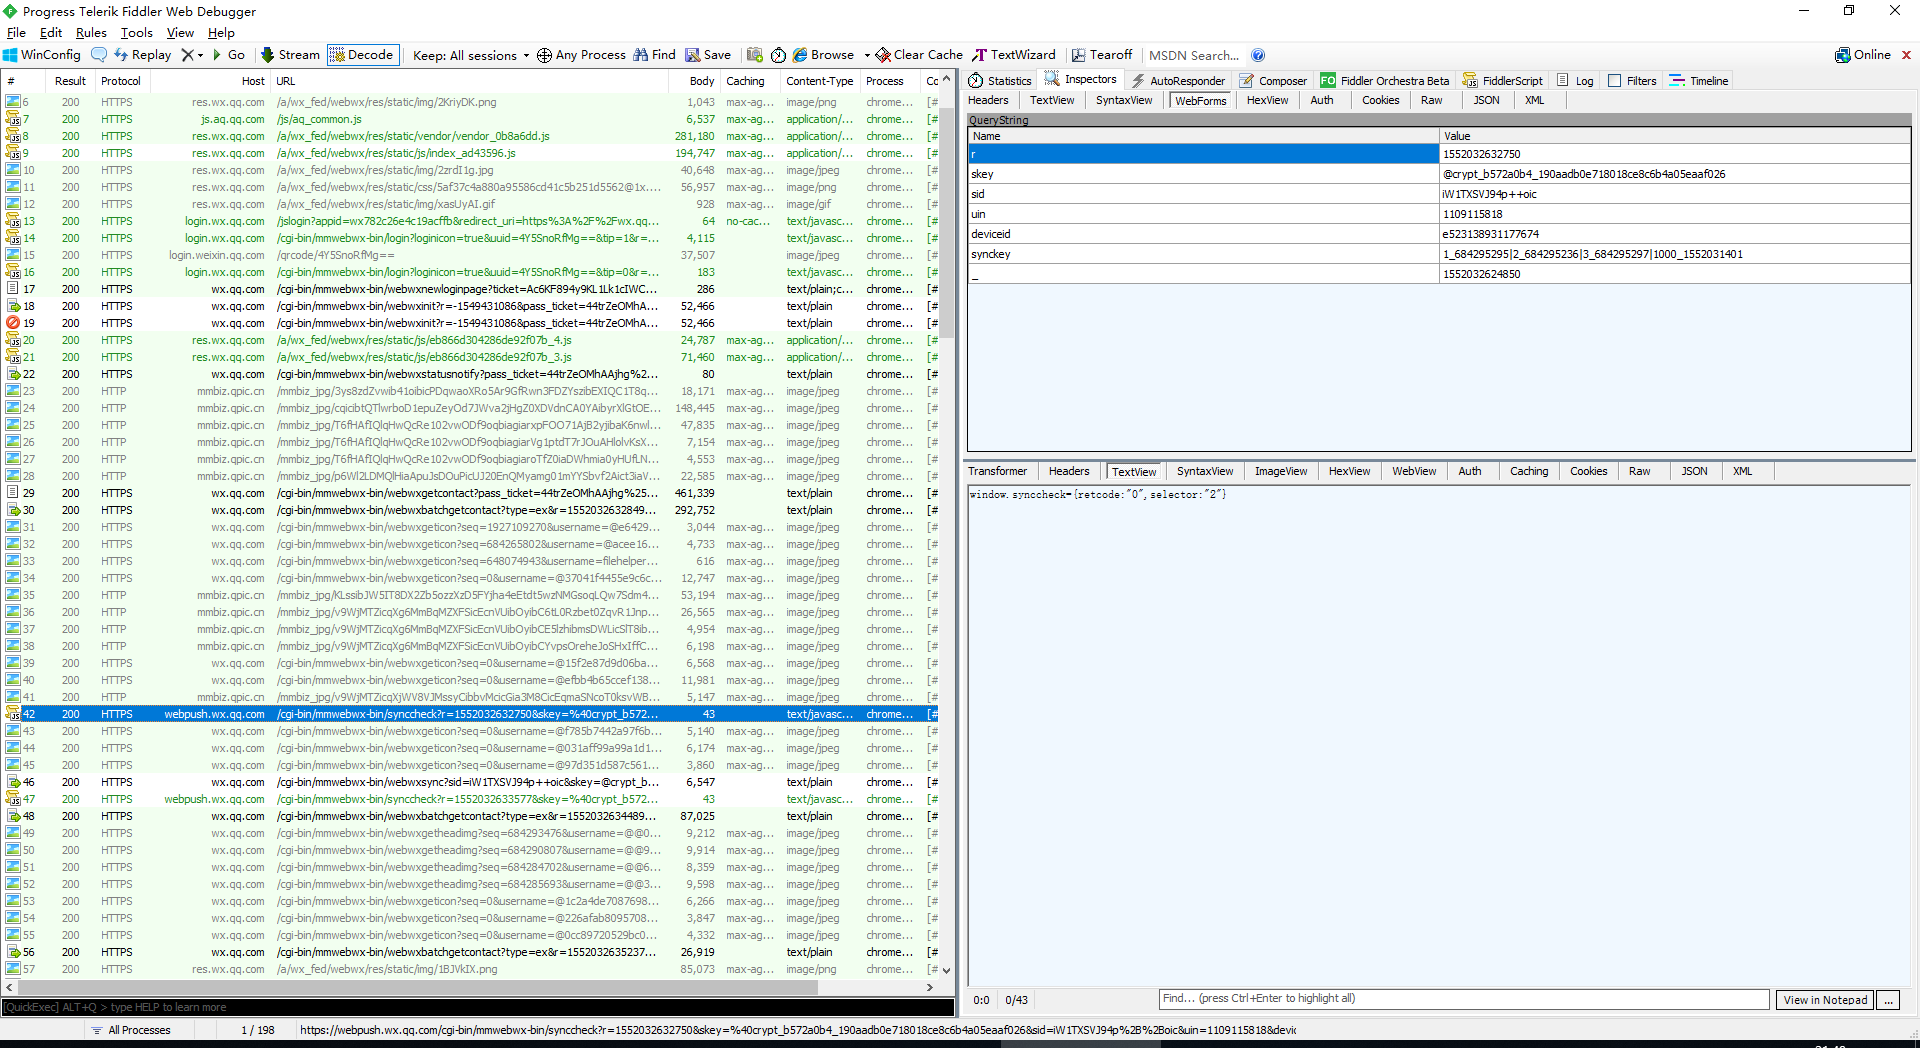 Progress Telerik Fiddler Web Debugger
File Edit Rules Tools View Help
WinConfig Replay Go Stream Decode Keep: All sessions Any Process Find Save Browse Clear Cache TextWizard Tearoff MSDN Search... Online
# Result Protocol Host URL Body Caching Content-Type Process Co
6 200 HTTPS res.wx.qq.com /a/wx_fed/webwx/res/static/img/2KriyDK.png 1,043 max-ag... image/png chrome... [#
7 200 HTTPS js.aq.qq.com /js/aq_common.js 6,537 max-ag... application/... chrome... [#
8 200 HTTPS res.wx.qq.com /a/wx_fed/webwx/res/static/vendor/vendor_0b8a6dd.js 281,180 max-ag... application/... chrome... [#
9 200 HTTPS res.wx.qq.com /a/wx_fed/webwx/res/static/js/index_ad43596.js 194,747 max-ag... application/... chrome... [#
10 200 HTTPS res.wx.qq.com /a/wx_fed/webwx/res/static/img/2zrdI1g.jpg 40,648 max-ag... image/jpeg chrome... [#
11 200 HTTPS res.wx.qq.com /a/wx_fed/webwx/res/static/css/5af37c4a880a95586cd41c5b251d5562@1x.... 56,957 max-ag... image/png chrome... [#
12 200 HTTPS res.wx.qq.com /a/wx_fed/webwx/res/static/img/xasUyAI.gif 928 max-ag... image/gif chrome... [#
13 200 HTTPS login.wx.qq.com /jslogin?appid=wx782c26e4c19acffb&redirect_uri=https%3A%2F%2Fwx.qq... 64 no-cac... text/javasc... chrome... [#
14 200 HTTPS login.wx.qq.com /cgi-bin/mmwebwx-bin/login?loginicon=true&uuid=4Y5SnoRfMg==&tip=1&r=... 4,115 text/javasc... chrome... [#
15 200 HTTPS login.weixin.qq.com /qrcode/4Y5SnoRfMg== 37,507 image/jpeg chrome... [#
16 200 HTTPS login.wx.qq.com /cgi-bin/mmwebwx-bin/login?loginicon=true&uuid=4Y5SnoRfMg==&tip=0&r=... 183 text/javasc... chrome... [#
17 200 HTTPS wx.qq.com /cgi-bin/mmwebwx-bin/webwxnewloginpage?ticket=Ac6KF894y9KL1Lk1cIWC... 286 text/plain;c... chrome... [#
18 200 HTTPS wx.qq.com /cgi-bin/mmwebwx-bin/webwxinit?r=-1549431086&pass_ticket=44trZeOMhA... 52,466 text/plain chrome... [#
19 200 HTTPS wx.qq.com /cgi-bin/mmwebwx-bin/webwxinit?r=-1549431086&pass_ticket=44trZeOMhA... 52,466 text/plain chrome... [#
20 200 HTTPS res.wx.qq.com /a/wx_fed/webwx/res/static/js/eb866d304286de92f07b_4.js 24,787 max-ag... application/... chrome... [#
21 200 HTTPS res.wx.qq.com /a/wx_fed/webwx/res/static/js/eb866d304286de92f07b_3.js 71,460 max-ag... application/... chrome... [#
22 200 HTTPS wx.qq.com /cgi-bin/mmwebwx-bin/webwxstatusnotify?pass_ticket=44trZeOMhAAjhg%2... 80 text/plain chrome... [#
23 200 HTTP mmbiz.qpic.cn /mmbiz_jpg/3ys8zdZvwib41oibicPDqwaoXRo5Ar9GfRwn3FDZYszibEXIQC1T8q... 18,171 max-ag... image/jpeg chrome... [#
24 200 HTTP mmbiz.qpic.cn /mmbiz_jpg/cqicibtQTlwrboD1epuZeyOd7JWva2jHgZ0XDVdnCA0YAibyrXlGtOE... 148,445 max-ag... image/jpeg chrome... [#
25 200 HTTP mmbiz.qpic.cn /mmbiz_jpg/T6fHAfIQlqHwQcRe102vwODf9oqbiagiarxpFOO71AjB2yjibaK6nwl... 47,835 max-ag... image/jpeg chrome... [#
26 200 HTTP mmbiz.qpic.cn /mmbiz_jpg/T6fHAfIQlqHwQcRe102vwODf9oqbiagiarVg1ptdT7rJOuAHlolvKsX... 7,154 max-ag... image/jpeg chrome... [#
27 200 HTTP mmbiz.qpic.cn /mmbiz_jpg/T6fHAfIQlqHwQcRe102vwODf9oqbiagiaroTfZ0iaDWhmia0yHUfLN... 4,553 max-ag... image/jpeg chrome... [#
28 200 HTTP mmbiz.qpic.cn /mmbiz_jpg/p6Wl2LDMQlHiaApuJsDOuPicUJ20EnQMyamg01mYYSbvf2Aict3iaV... 22,585 max-ag... image/jpeg chrome... [#
29 200 HTTPS wx.qq.com /cgi-bin/mmwebwx-bin/webwxgetcontact?pass_ticket=44trZeOMhAAjhg%25... 461,339 text/plain chrome... [#
30 200 HTTPS wx.qq.com /cgi-bin/mmwebwx-bin/webwxbatchgetcontact?type=ex&r=1552032632849... 292,752 text/plain chrome... [#
31 200 HTTPS wx.qq.com /cgi-bin/mmwebwx-bin/webwxgeticon?seq=1927109270&username=@e6429... 3,044 max-ag... image/jpeg chrome... [#
32 200 HTTPS wx.qq.com /cgi-bin/mmwebwx-bin/webwxgeticon?seq=684265802&username=@acee16... 4,733 max-ag... image/jpeg chrome... [#
33 200 HTTPS wx.qq.com /cgi-bin/mmwebwx-bin/webwxgeticon?seq=648074943&username=filehelper... 616 max-ag... image/jpeg chrome... [#
34 200 HTTPS wx.qq.com /cgi-bin/mmwebwx-bin/webwxgeticon?seq=0&username=@37041f4455e9c6c... 12,747 max-ag... image/jpeg chrome... [#
35 200 HTTP mmbiz.qpic.cn /mmbiz_jpg/KLssibJW5IT8DX2Zb5ozzXzD5FYjha4eEtdt5wzNMGsoqLQw7Sdm4... 53,194 max-ag... image/jpeg chrome... [#
36 200 HTTP mmbiz.qpic.cn /mmbiz_jpg/v9WjMTZicqXg6MmBqMZXFSicEcnVUibOyibC6tL0Rzbet0ZqvR1Jnp... 26,565 max-ag... image/jpeg chrome... [#
37 200 HTTP mmbiz.qpic.cn /mmbiz_jpg/v9WjMTZicqXg6MmBqMZXFSicEcnVUibOyibCE5lzhibmsDWLicSlT8ib... 4,954 max-ag... image/jpeg chrome... [#
38 200 HTTP mmbiz.qpic.cn /mmbiz_jpg/v9WjMTZicqXg6MmBqMZXFSicEcnVUibOyibCYvpsOreheJoSHxIffC... 6,198 max-ag... image/jpeg chrome... [#
39 200 HTTPS wx.qq.com /cgi-bin/mmwebwx-bin/webwxgeticon?seq=0&username=@15f2e87d9d06ba... 6,568 max-ag... image/jpeg chrome... [#
40 200 HTTPS wx.qq.com /cgi-bin/mmwebwx-bin/webwxgeticon?seq=0&username=@efbb4b65ccef138... 11,981 max-ag... image/jpeg chrome... [#
41 200 HTTP mmbiz.qpic.cn /mmbiz_jpg/v9WjMTZicqXjWV8VJMssyCibbvMcicGia3M8CicEqmaSNcoT0ksvWB... 5,147 max-ag... image/jpeg chrome... [#
42 200 HTTPS webpush.wx.qq.com /cgi-bin/mmwebwx-bin/synccheck?r=1552032632750&skey=%40crypt_b572... 43 text/javasc... chrome... [#
43 200 HTTPS wx.qq.com /cgi-bin/mmwebwx-bin/webwxgeticon?seq=0&username=@f785b7442a97f6b... 5,140 max-ag... image/jpeg chrome... [#
44 200 HTTPS wx.qq.com /cgi-bin/mmwebwx-bin/webwxgeticon?seq=0&username=@031aff99a99a1d1... 6,174 max-ag... image/jpeg chrome... [#
45 200 HTTPS wx.qq.com /cgi-bin/mmwebwx-bin/webwxgeticon?seq=0&username=@97d351d587c561... 3,860 max-ag... image/jpeg chrome... [#
46 200 HTTPS wx.qq.com /cgi-bin/mmwebwx-bin/webwxsync?sid=iW1TXSVJ94p++oic&skey=@crypt_b... 6,547 text/plain chrome... [#
47 200 HTTPS webpush.wx.qq.com /cgi-bin/mmwebwx-bin/synccheck?r=1552032633577&skey=%40crypt_b572... 43 text/javasc... chrome... [#
48 200 HTTPS wx.qq.com /cgi-bin/mmwebwx-bin/webwxbatchgetcontact?type=ex&r=1552032634489... 87,025 text/plain chrome... [#
49 200 HTTPS wx.qq.com /cgi-bin/mmwebwx-bin/webwxgetheadimg?seq=684293476&username=@@0... 9,212 max-ag... image/jpeg chrome... [#
50 200 HTTPS wx.qq.com /cgi-bin/mmwebwx-bin/webwxgetheadimg?seq=684290807&username=@@9... 9,914 max-ag... image/jpeg chrome... [#
51 200 HTTPS wx.qq.com /cgi-bin/mmwebwx-bin/webwxgetheadimg?seq=684284702&username=@@6... 8,359 max-ag... image/jpeg chrome... [#
52 200 HTTPS wx.qq.com /cgi-bin/mmwebwx-bin/webwxgetheadimg?seq=684285693&username=@@3... 9,598 max-ag... image/jpeg chrome... [#
53 200 HTTPS wx.qq.com /cgi-bin/mmwebwx-bin/webwxgeticon?seq=0&username=@1c2a4de7087698... 6,266 max-ag... image/jpeg chrome... [#
54 200 HTTPS wx.qq.com /cgi-bin/mmwebwx-bin/webwxgeticon?seq=0&username=@226afab8095708... 3,847 max-ag... image/jpeg chrome... [#
55 200 HTTPS wx.qq.com /cgi-bin/mmwebwx-bin/webwxgeticon?seq=0&username=@0cc89720529bc0... 4,332 max-ag... image/jpeg chrome... [#
56 200 HTTPS wx.qq.com /cgi-bin/mmwebwx-bin/webwxbatchgetcontact?type=ex&r=1552032635237... 26,919 text/plain chrome... [#
57 200 HTTPS res.wx.qq.com /a/wx_fed/webwx/res/static/img/1BJVkIX.png 85,073 max-ag... image/png chrome... [#
[QuickExec] ALT+Q > type HELP to learn more
Statistics Inspectors AutoResponder Composer FO Fiddler Orchestra Beta FiddlerScript Log Filters Timeline
Headers TextView SyntaxView WebForms HexView Auth Cookies Raw JSON XML
QueryString
Name Value
r 1552032632750
skey @crypt_b572a0b4_190aadb0e718018ce8c6b4a05eaaf026
sid iW1TXSVJ94p++oic
uin 1109115818
deviceid e523138931177674
synckey 1_684295295|2_684295236|3_684295297|1000_1552031401
_ 1552032624850
Transformer Headers TextView SyntaxView ImageView HexView WebView Auth Caching Cookies Raw JSON XML
window.synccheck={retcode:"0",selector:"2"}
0:0 0/43 Find... (press Ctrl+Enter to highlight all) View in Notepad ...
All Processes 1 / 198 https://webpush.wx.qq.com/cgi-bin/mmwebwx-bin/synccheck?r=1552032632750&skey=%40crypt_b572a0b4_190aadb0e718018ce8c6b4a05eaaf026&sid=iW1TXSVJ94p%2B%2Boic&uin=1109115818&devic